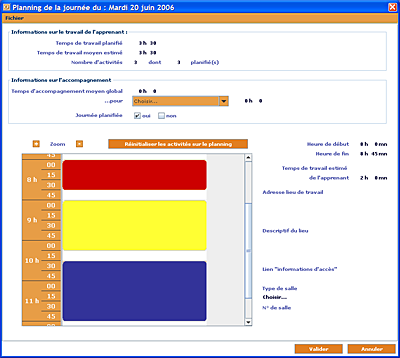 Planning de la journée du : Mardi 20 juin 2006
Fichier
Informations sur le travail de l'apprenant :
Temps de travail planifié 3 h 30
Temps de travail moyen estimé 3 h 30
Nombre d'activités 3 dont 3 planifié(s)
Informations sur l'accompagnement
Temps d'accompagnement moyen global 0 h 0
...pour Choisir... 0 h 0
Journée planifiée oui non
+ Zoom - Réinitialiser les activités sur le planning
Heure de début 0 h 0 mn
Heure de fin 0 h 45 mn
Temps de travail estimé
de l'apprenant 2 h 0 mn
Adresse lieu de travail
Descriptif du lieu
Lien "informations d'accès"
Type de salle
Choisir...
N° de salle
45
00
8 h 15
30
45
00
9 h 15
30
45
00
10 h 15
30
45
00
11 h 15
30
45
Valider Annuler